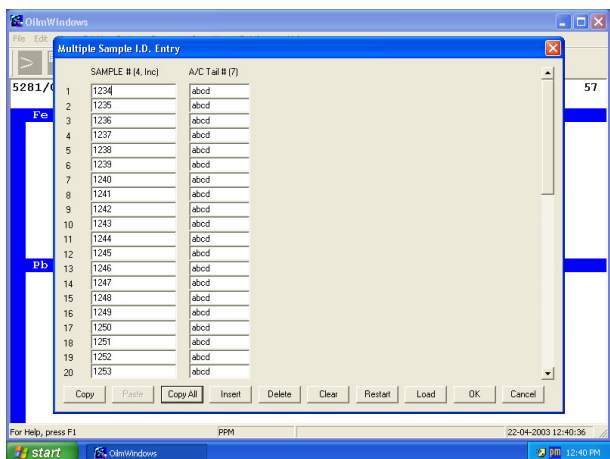 OilmWindows
File Edit
Multiple Sample I.D. Entry
SAMPLE # (4, Inc) A/C Tail # (7)
5281/ 57
1 1234 abcd
2 1235 abcd
Fe
3 1236 abcd
4 1237 abcd
5 1238 abcd
6 1239 abcd
7 1240 abcd
8 1241 abcd
9 1242 abcd
10 1243 abcd
11 1244 abcd
12 1245 abcd
Pb
13 1246 abcd
14 1247 abcd
15 1248 abcd
16 1249 abcd
17 1250 abcd
18 1251 abcd
19 1252 abcd
20 1253 abcd
Copy Paste Copy All Insert Delete Clear Restart Load OK Cancel
For Help, press F1 PPM 22-04-2003 12:40:36
start OilmWindows pm 12:40 PM